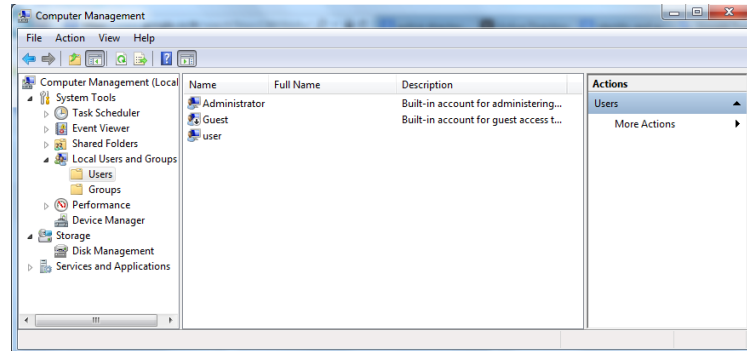 Computer Management
File Action View Help
Computer Management (Local
System Tools
Task Scheduler
Event Viewer
Shared Folders
Local Users and Groups
Users
Groups
Performance
Device Manager
Storage
Disk Management
Services and Applications
Name Full Name Description
Administrator Built-in account for administering...
Guest Built-in account for guest access t...
user
Actions
Users
More Actions